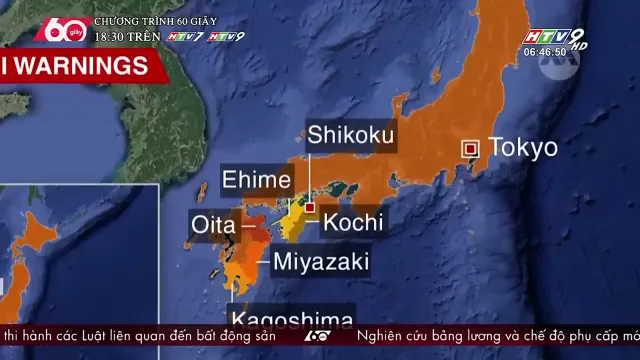 60 giây
CHƯƠNG TRÌNH 60 GIÂY
18:30 TRÊN HTV7 HTV9
HTV9 HD
06:46:50
I WARNINGS
Shikoku
Tokyo
Ehime
Oita
Kochi
Miyazaki
Kagoshima
thi hành các Luật liên quan đến bất động sản 60 Nghiên cứu bảng lương và chế độ phụ cấp mó